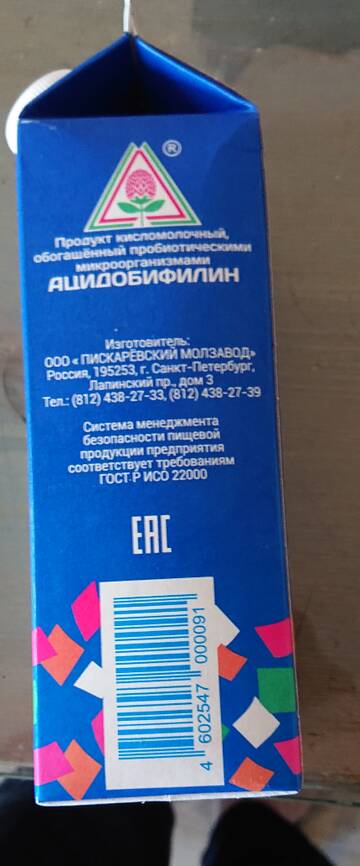 ®
Продукт кисломолочный,
обогащённый пробиотическими
микроорганизмами
АЦИДОБИФИЛИН
Изготовитель:
ООО « ПИСКАРЁВСКИЙ МОЛЗАВОД»
Россия, 195253, г. Санкт-Петербург,
Лапинский пр., дом 3
Тел.: (812) 438-27-33, (812) 438-27-39
Система менеджмента
безопасности пищевой
продукции предприятия
соответствует требованиям
ГОСТ Р ИСО 22000
ЕАС
4 602547 000091